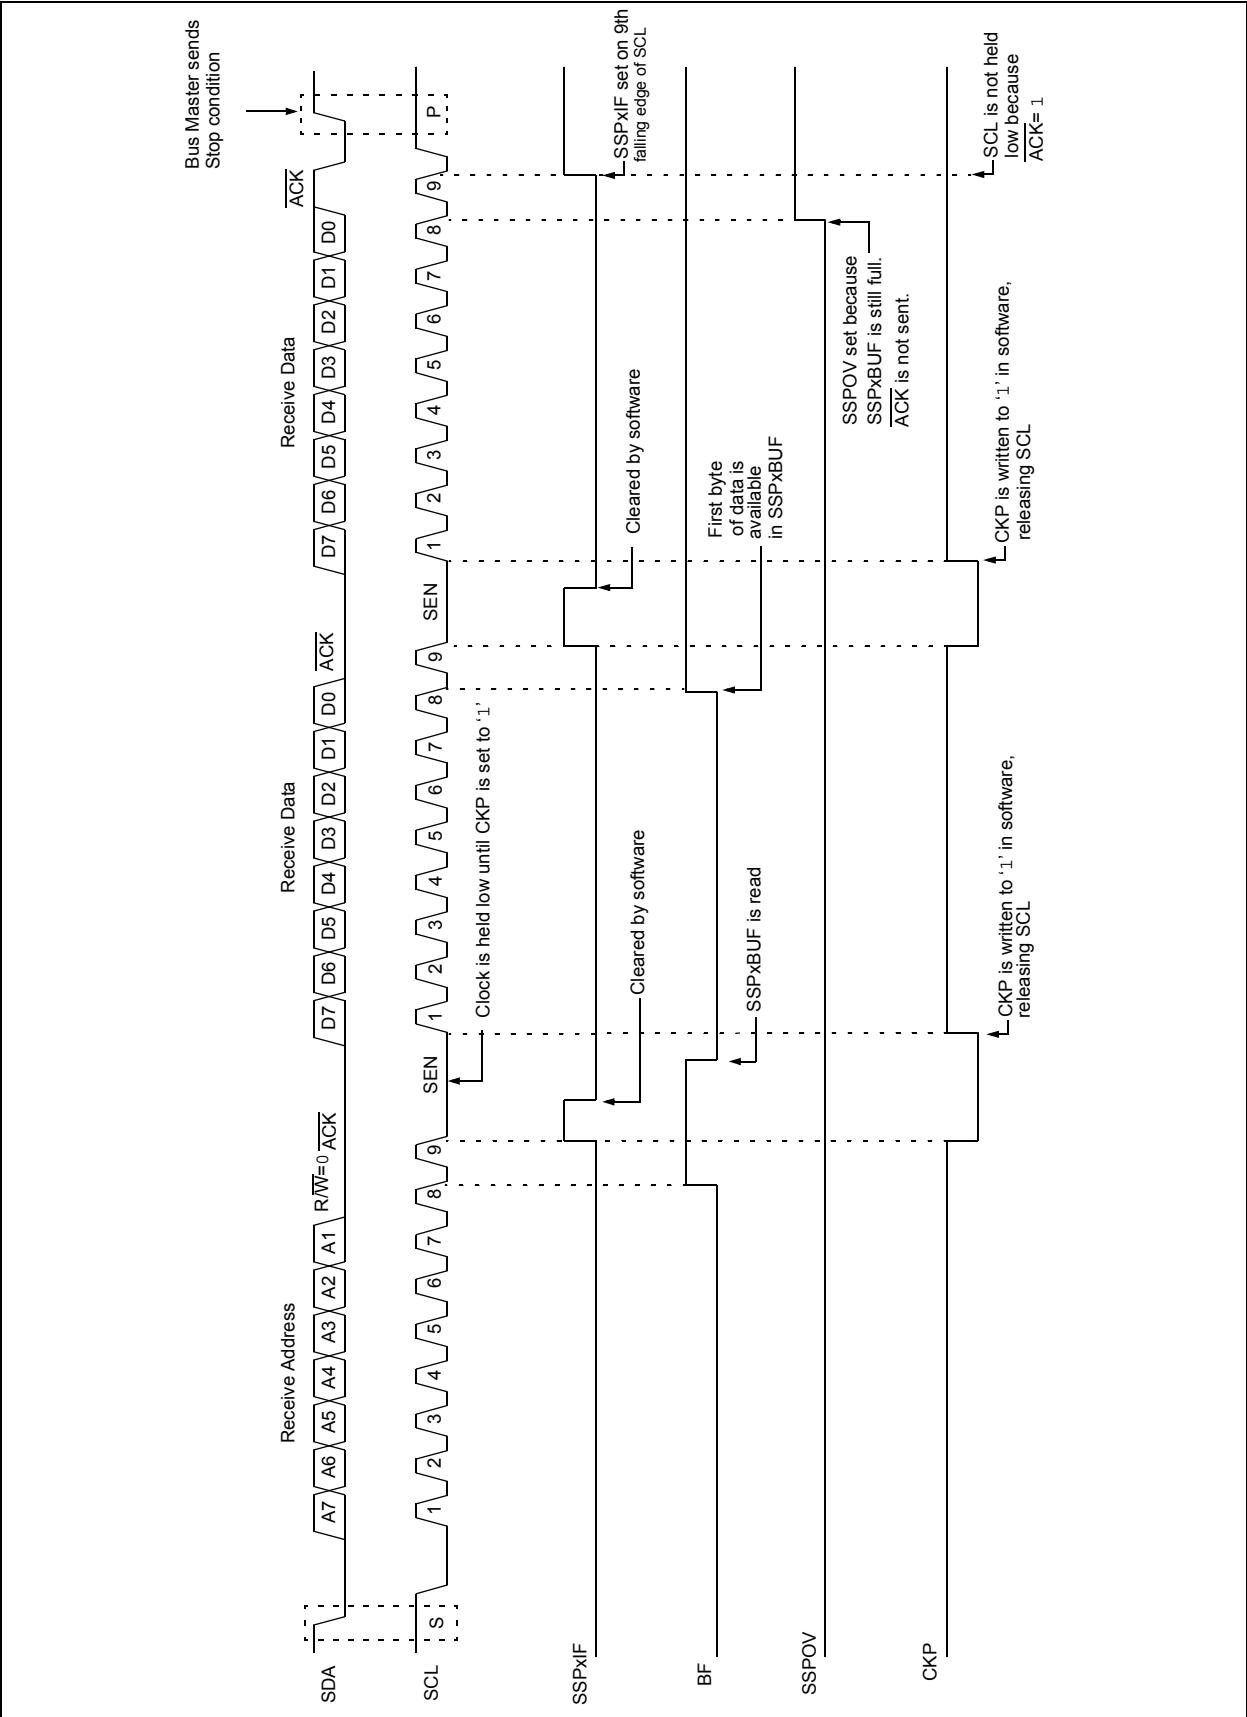 Bus Master sends
Stop condition
Receive Address
Receive Data
Receive Data
A̅C̅K̅
SDA
A7 A6 A5 A4 A3 A2 A1 R/W̅=0 A̅C̅K̅ D7 D6 D5 D4 D3 D2 D1 D0 A̅C̅K̅ D7 D6 D5 D4 D3 D2 D1 D0
SCL
S 1 2 3 4 5 6 7 8 9 SEN 1 2 3 4 5 6 7 8 9 SEN 1 2 3 4 5 6 7 8 9 P
Clock is held low until CKP is set to ‘1’
SSPxIF
Cleared by software
Cleared by software
SSPxIF set on 9th
falling edge of SCL
BF
SSPxBUF is read
First byte
of data is
available
in SSPxBUF
SSPOV
SSPOV set because
SSPxBUF is still full.
A̅C̅K̅ is not sent.
CKP
CKP is written to ‘1’ in software,
releasing SCL
CKP is written to ‘1’ in software,
releasing SCL
SCL is not held
low because
A̅C̅K̅= 1